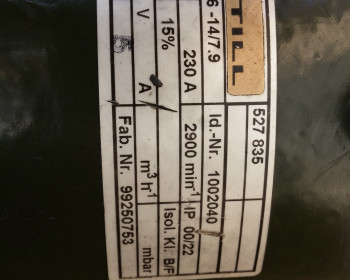 TILL 527 835
6 -14/7.9 Id.-Nr. 1002040
230 A 2900 min⁻¹ IP 00/22
15% Isol. Kl. B/F
V A m³ h⁻¹ mbar
Fab. Nr. 99250753